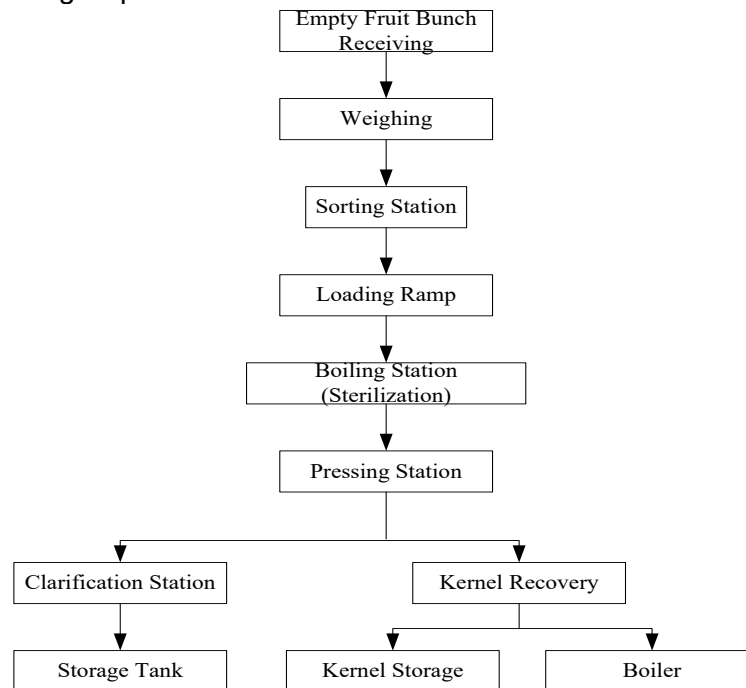 Empty Fruit Bunch
Receiving
Weighing
Sorting Station
Loading Ramp
Boiling Station
(Sterilization)
Pressing Station
Clarification Station
Kernel Recovery
Storage Tank
Kernel Storage
Boiler